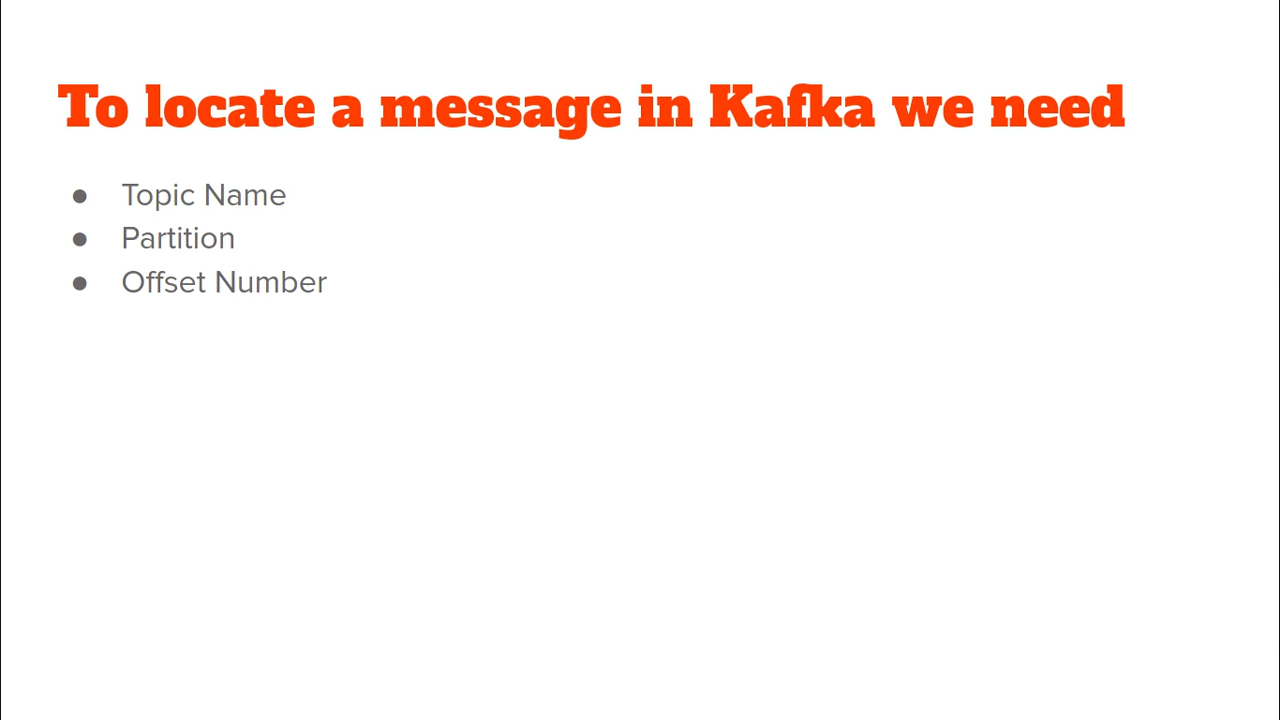 To locate a message in Kafka we need
● Topic Name
● Partition
● Offset Number